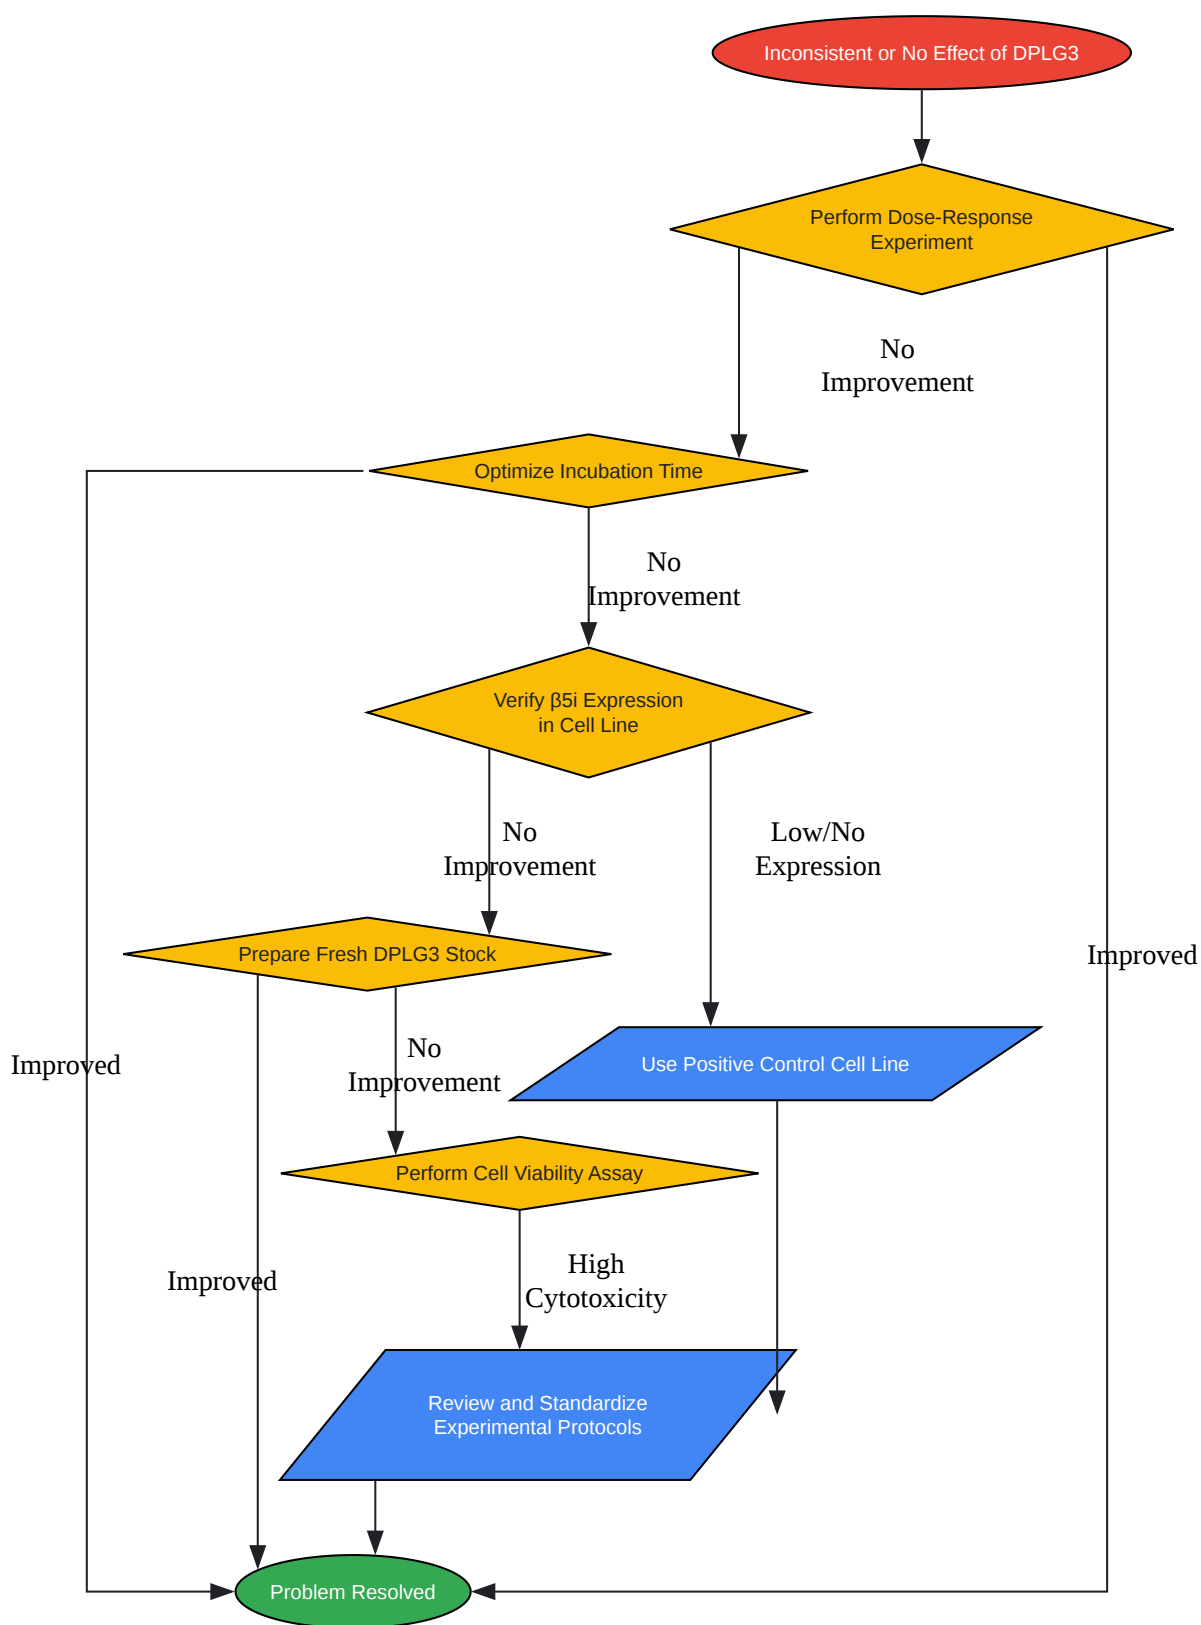 Inconsistent or No Effect of DPLG3
Perform Dose-Response
Experiment
No
Improvement
Optimize Incubation Time
No
Improvement
Verify β5i Expression
in Cell Line
No
Improvement
Low/No
Expression
Prepare Fresh DPLG3 Stock
Improved
No
Improvement
Improved
Use Positive Control Cell Line
Perform Cell Viability Assay
Improved
High
Cytotoxicity
Review and Standardize
Experimental Protocols
Problem Resolved